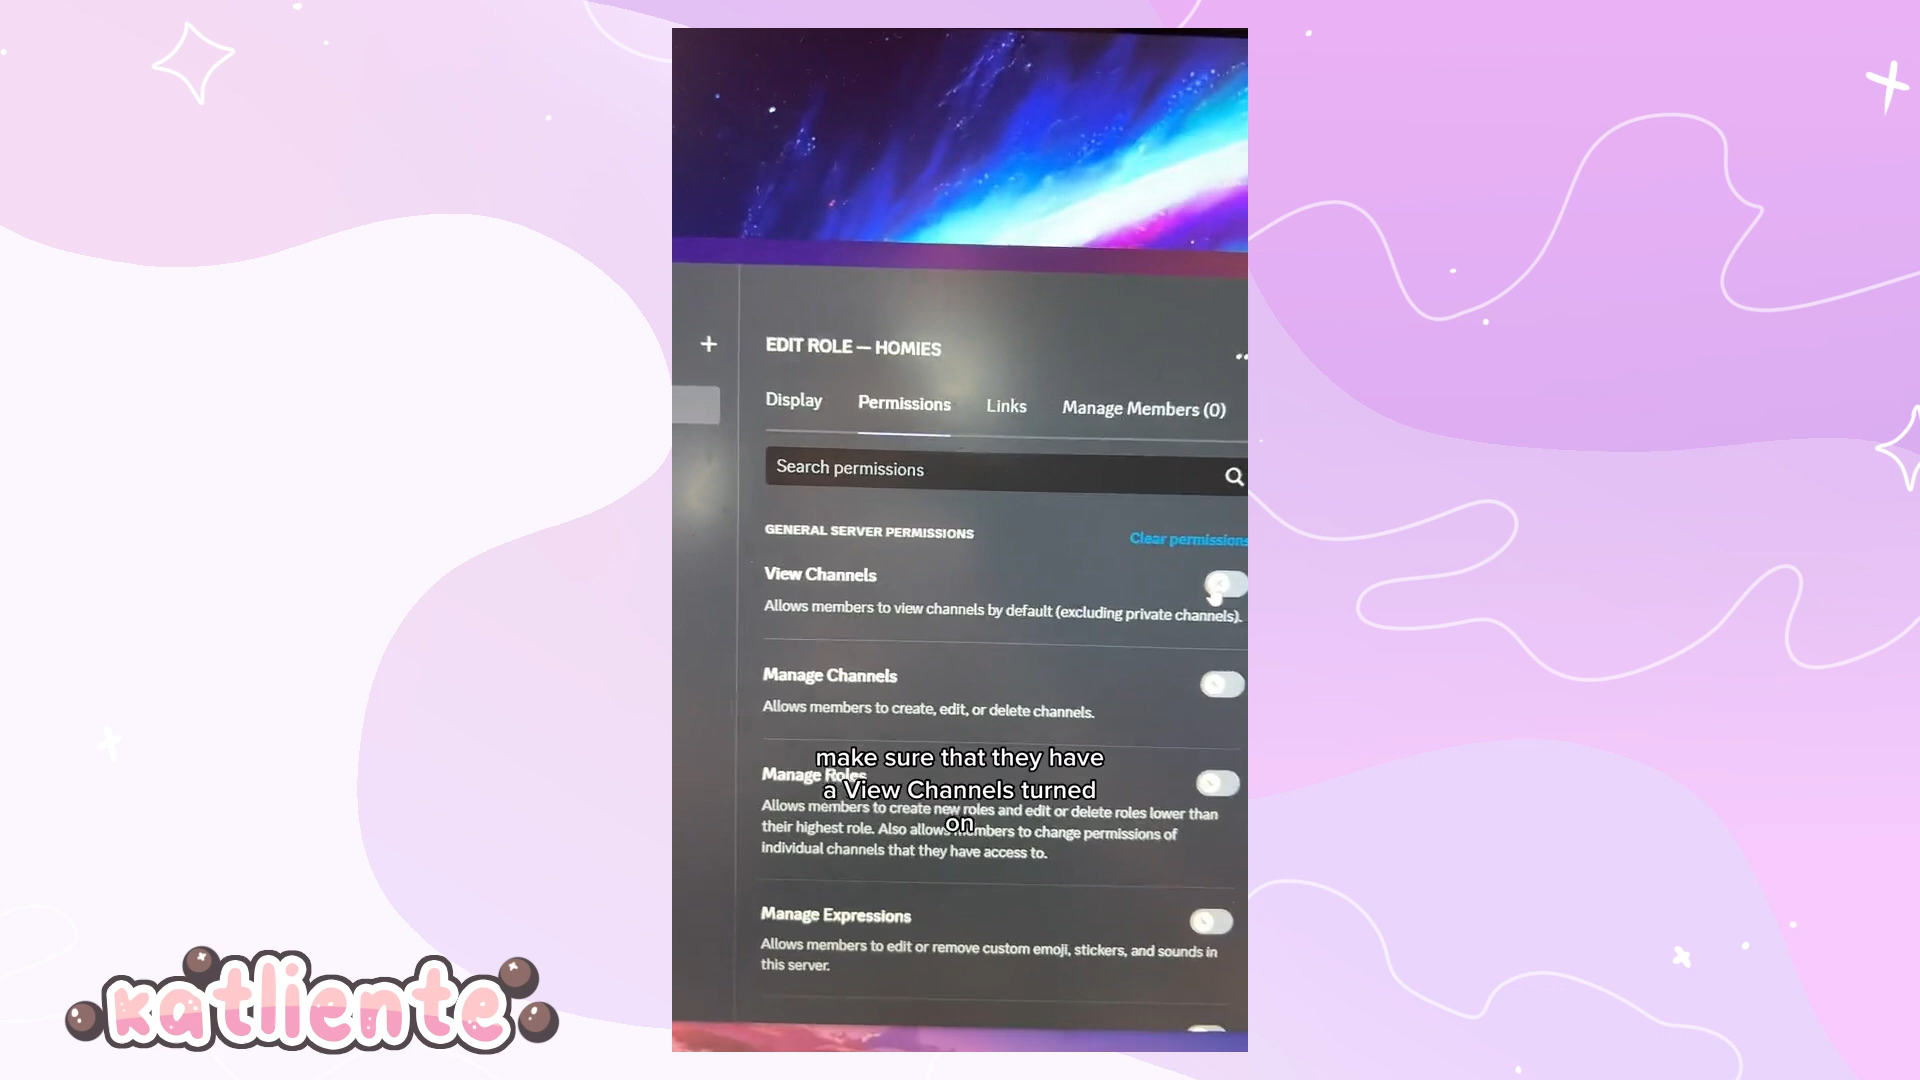 +
EDIT ROLE — HOMIES
Display
Permissions
Links
Manage Members (0)
Search permissions
GENERAL SERVER PERMISSIONS
Clear permissions
View Channels
Allows members to view channels by default (excluding private channels).
Manage Channels
Allows members to create, edit, or delete channels.
make sure that they have
a View Channels turned
on
Manage Roles
Allows members to create new roles and edit or delete roles lower than
their highest role. Also allows members to change permissions of
individual channels that they have access to.
Manage Expressions
Allows members to edit or remove custom emoji, stickers, and sounds in
this server.
katliente